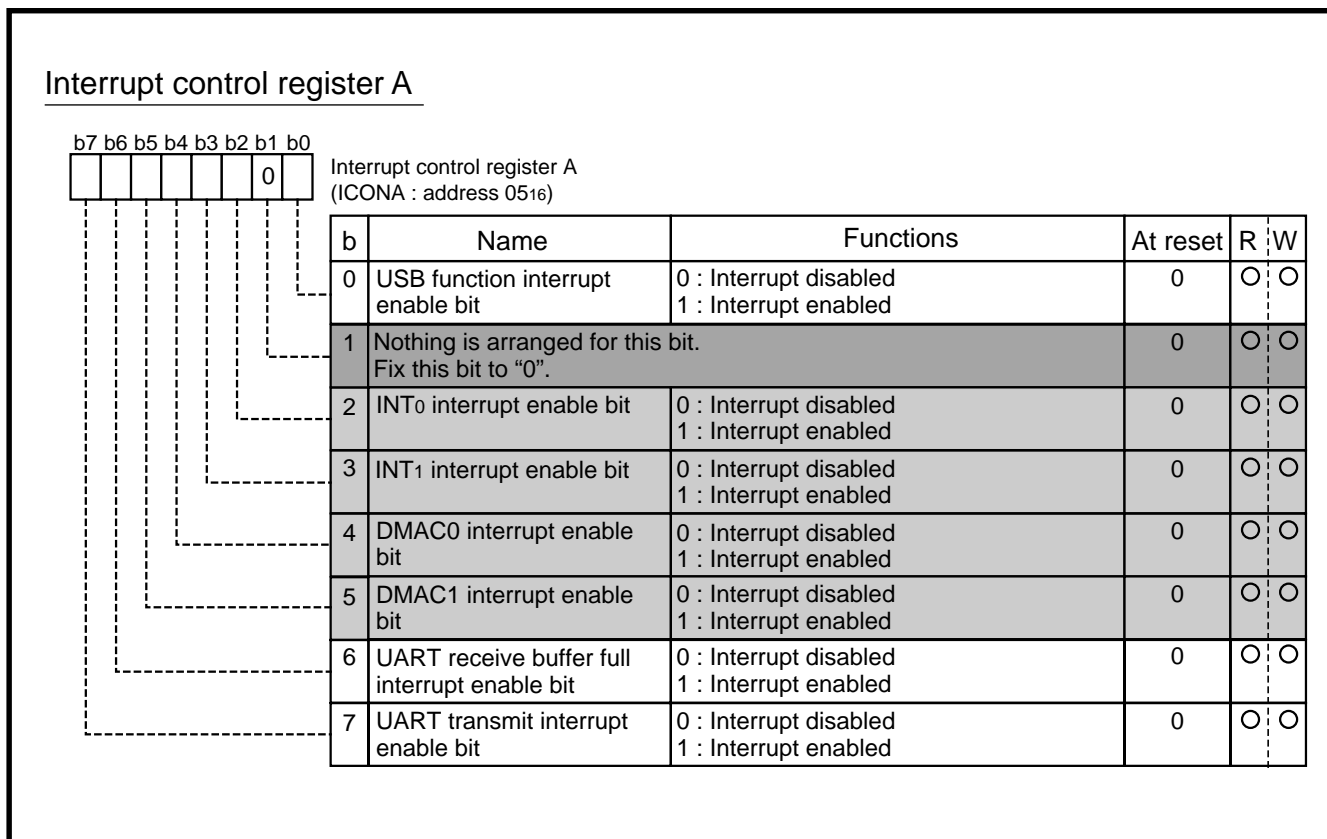 Interrupt control register A
b7 b6 b5 b4 b3 b2 b1 b0
0
Interrupt control register A
(ICONA : address 0516)
b Name Functions At reset R W
0 USB function interrupt enable bit 0 : Interrupt disabled 0 ○ ○
1 : Interrupt enabled
1 Nothing is arranged for this bit. 0 ○ ○
Fix this bit to “0”.
2 INT0 interrupt enable bit 0 : Interrupt disabled 0 ○ ○
1 : Interrupt enabled
3 INT1 interrupt enable bit 0 : Interrupt disabled 0 ○ ○
1 : Interrupt enabled
4 DMAC0 interrupt enable bit 0 : Interrupt disabled 0 ○ ○
1 : Interrupt enabled
5 DMAC1 interrupt enable bit 0 : Interrupt disabled 0 ○ ○
1 : Interrupt enabled
6 UART receive buffer full interrupt enable bit 0 : Interrupt disabled 0 ○ ○
1 : Interrupt enabled
7 UART transmit interrupt enable bit 0 : Interrupt disabled 0 ○ ○
1 : Interrupt enabled